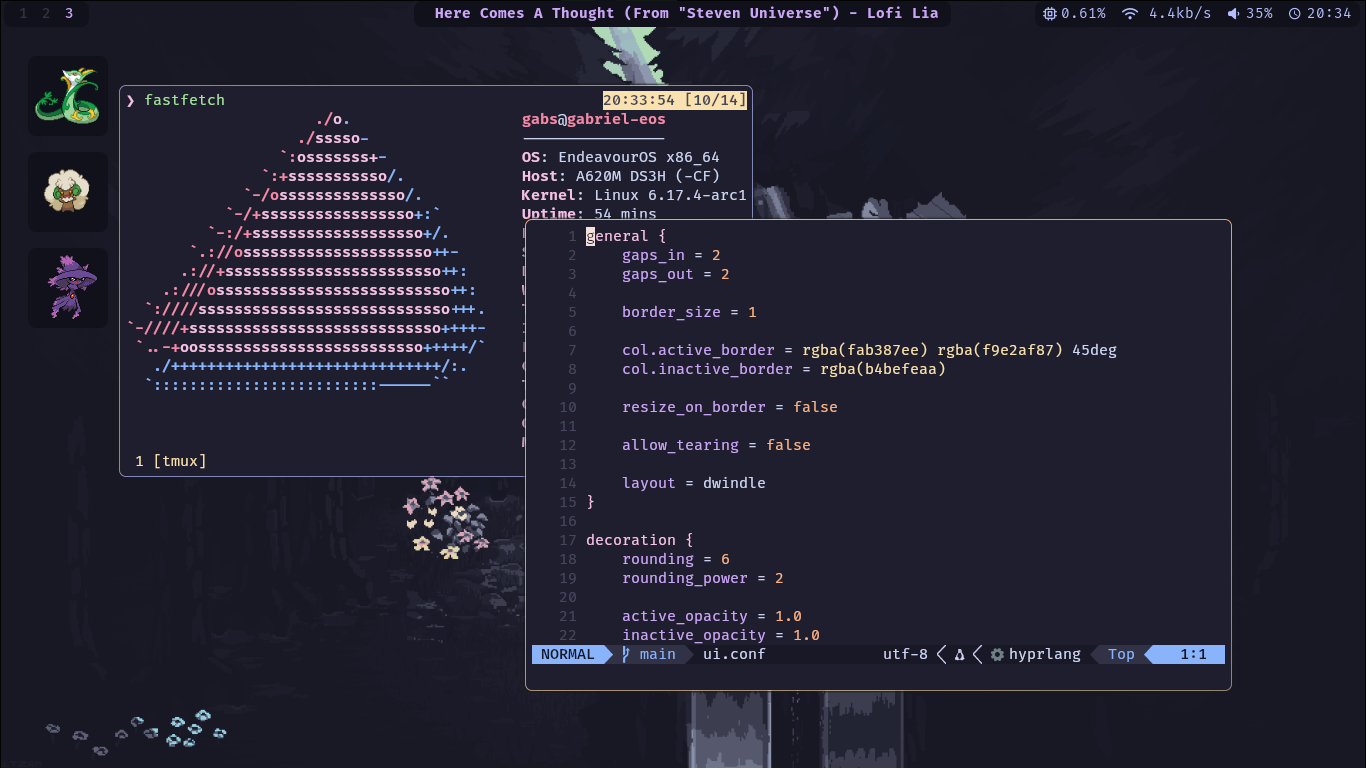 1 2 3
Here Comes A Thought (From "Steven Universe") - Lofi Lia
0.61% 4.4kb/s 35% 20:34
❯ fastfetch
20:33:54 [10/14]
./o.
./sssso-
`:osssssss+-
`:+sssssssssso/.
`-/ossssssssssssso/.
`-/+sssssssssssssssso+:`
`-:/+sssssssssssssssssso+/.
`.://osssssssssssssssssssso++-
.://+ssssssssssssssssssssssso++:
.:///ossssssssssssssssssssssssso++:
`:////ssssssssssssssssssssssssssso+++.
`-////+ssssssssssssssssssssssssssso++++-
`..-+oosssssssssssssssssssssssso+++++/`
./++++++++++++++++++++++++++++++/:.
`:::::::::::::::::::::::::------``
gabs@gabriel-eos
----------------
OS: EndeavourOS x86_64
Host: A620M DS3H (-CF)
Kernel: Linux 6.17.4-arc1
Uptime: 54 mins
1 [tmux]
1 general {
2 gaps_in = 2
3 gaps_out = 2
4
5 border_size = 1
6
7 col.active_border = rgba(fab387ee) rgba(f9e2af87) 45deg
8 col.inactive_border = rgba(b4befeaa)
9
10 resize_on_border = false
11
12 allow_tearing = false
13
14 layout = dwindle
15 }
16
17 decoration {
18 rounding = 6
19 rounding_power = 2
20
21 active_opacity = 1.0
22 inactive_opacity = 1.0
NORMAL main ui.conf utf-8 hyprlang Top 1:1